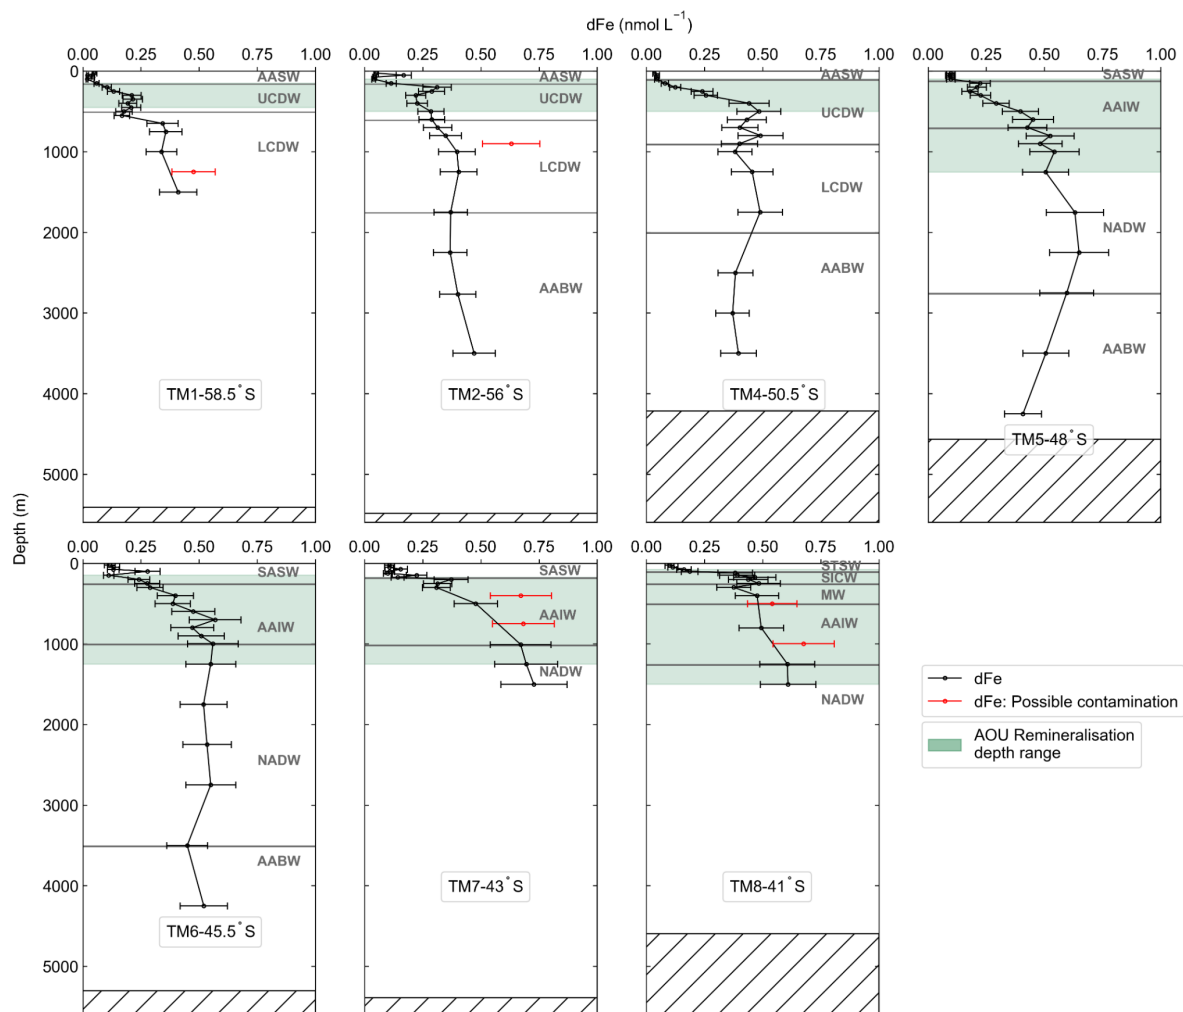 dFe (nmol L⁻¹)
0.00 0.25 0.50 0.75 1.00
0.00 0.25 0.50 0.75 1.00
0.00 0.25 0.50 0.75 1.00
0.00 0.25 0.50 0.75 1.00
0
1000
2000
3000
4000
5000
AASW
UCDW
LCDW
TM1-58.5°S
AASW
UCDW
LCDW
AABW
TM2-56°S
AASW
UCDW
LCDW
AABW
TM4-50.5°S
SASW
AAIW
NADW
AABW
TM5-48°S
Depth (m)
0.00 0.25 0.50 0.75 1.00
0.00 0.25 0.50 0.75 1.00
0.00 0.25 0.50 0.75 1.00
0
1000
2000
3000
4000
5000
SASW
AAIW
NADW
AABW
TM6-45.5°S
SASW
AAIW
NADW
TM7-43°S
STSW
SICW
MW
AAIW
NADW
TM8-41°S
dFe
dFe: Possible contamination
AOU Remineralisation
depth range